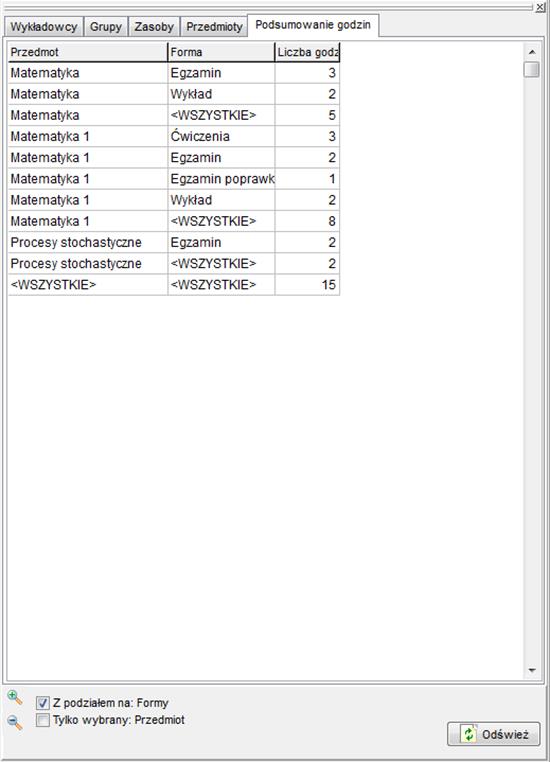 Wykładowcy Grupy Zasoby Przedmioty Podsumowanie godzin
Przedmot Forma Liczba godz
Matematyka Egzamin 3
Matematyka Wykład 2
Matematyka <WSZYSTKIE> 5
Matematyka 1 Ćwiczenia 3
Matematyka 1 Egzamin 2
Matematyka 1 Egzamin poprawk 1
Matematyka 1 Wykład 2
Matematyka 1 <WSZYSTKIE> 8
Procesy stochastyczne Egzamin 2
Procesy stochastyczne <WSZYSTKIE> 2
<WSZYSTKIE> <WSZYSTKIE> 15
Z podziałem na: Formy
Tylko wybrany: Przedmiot
Odśwież